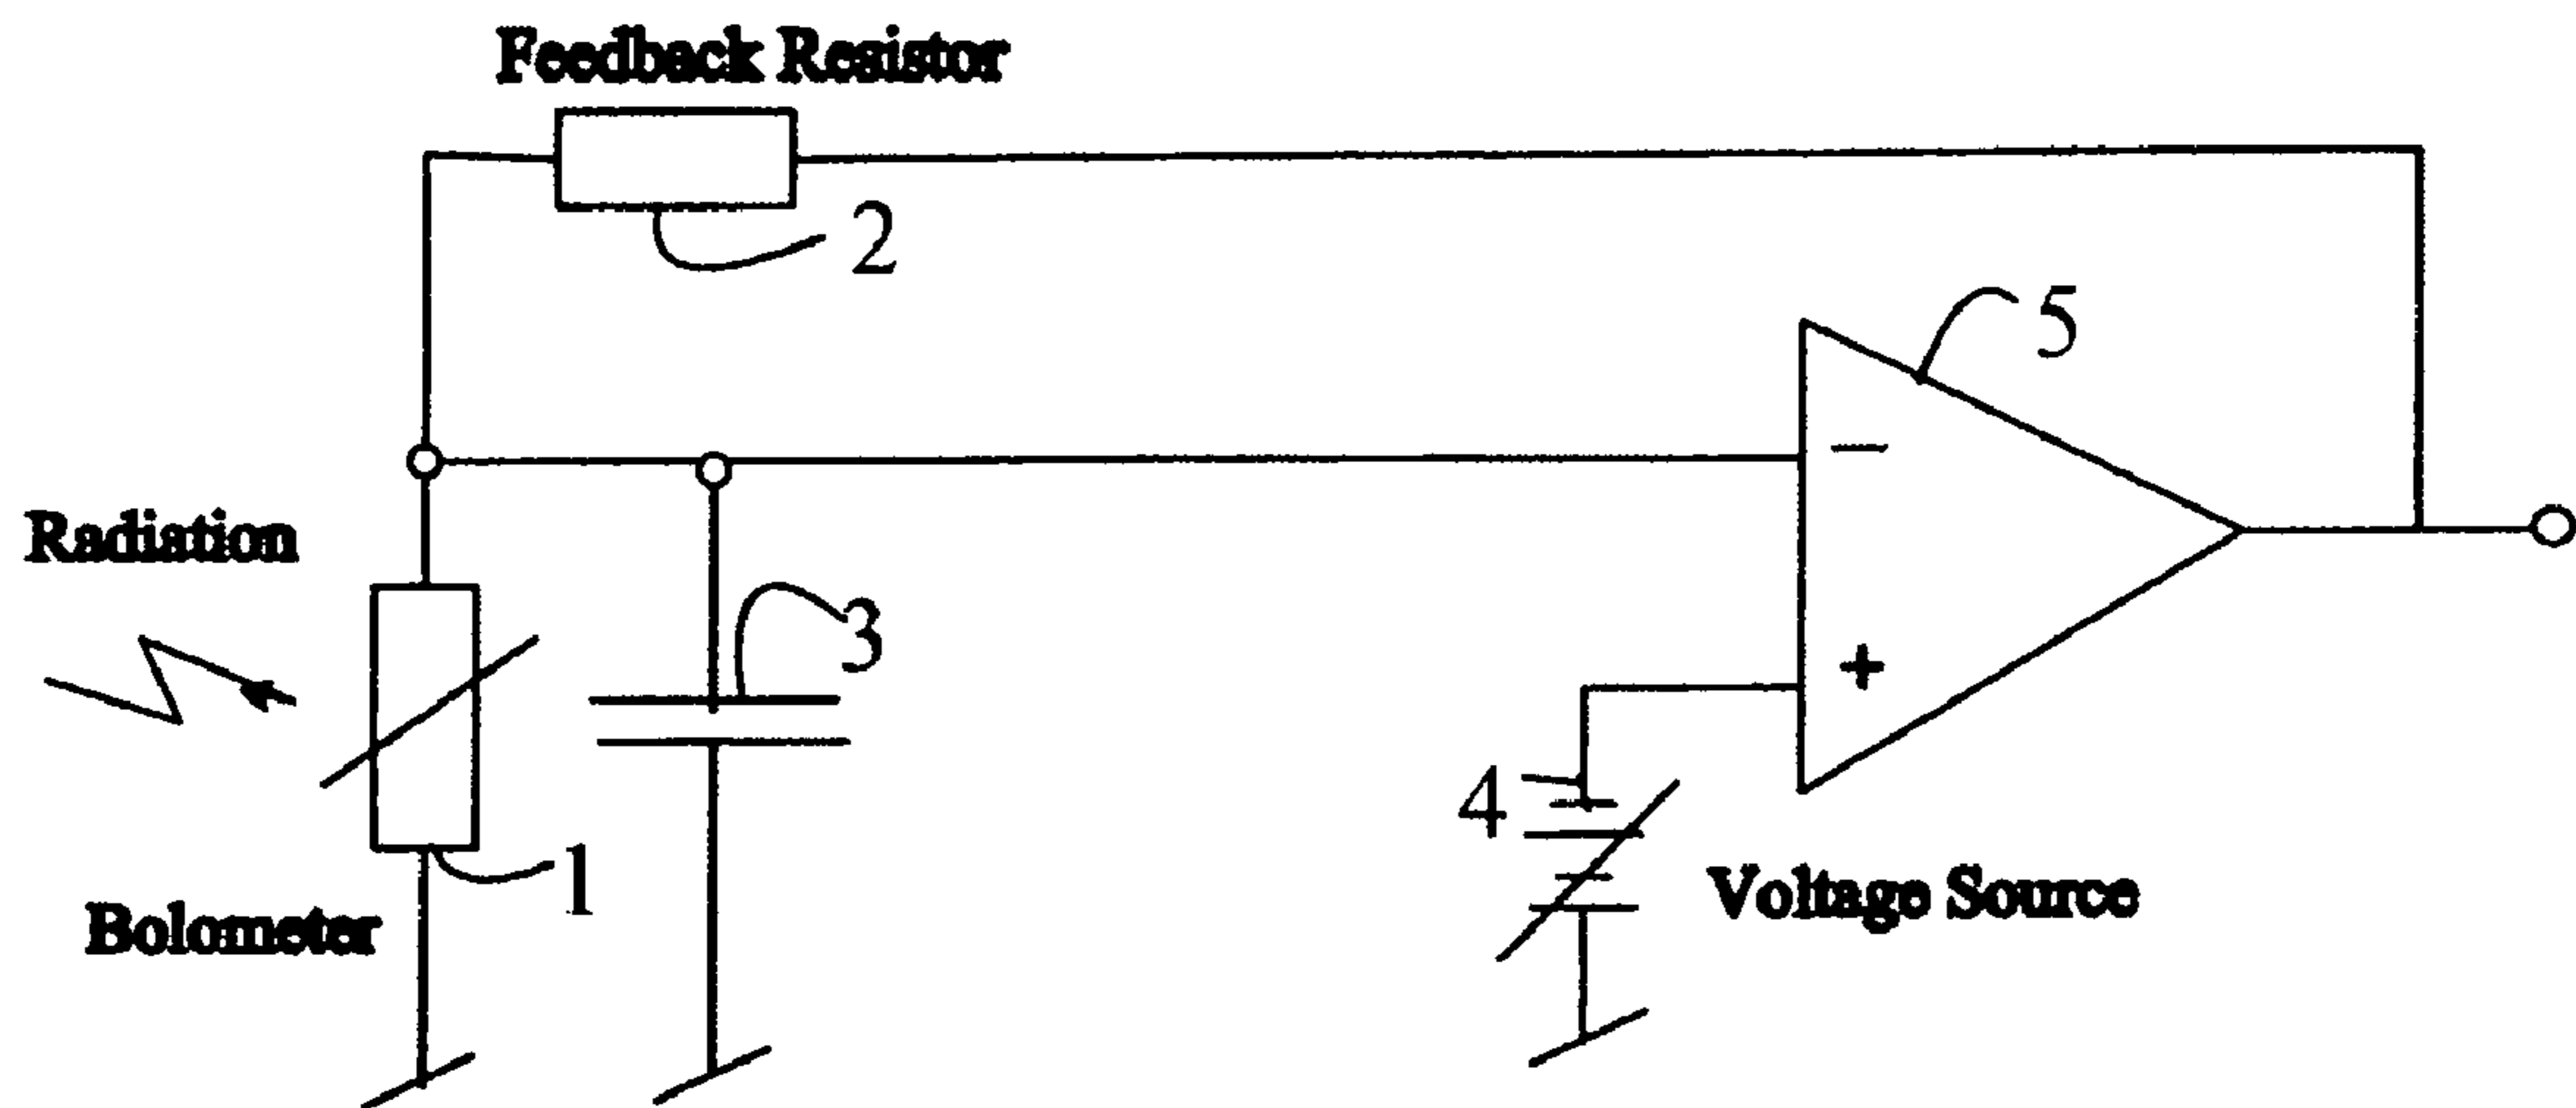 Feedback Resistor
2
5
−
Radiation
3
+
4
1
Voltage Source
Bolometer